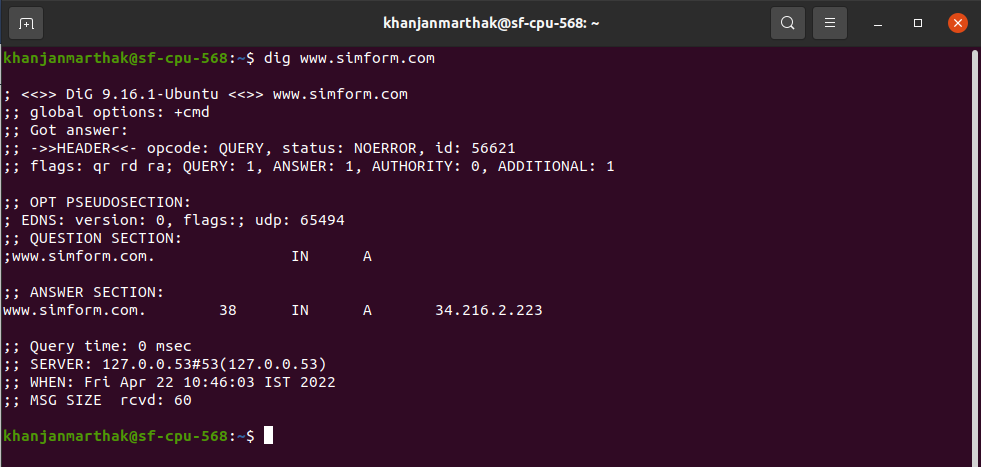 khanjanmarthak@sf-cpu-568: ~
khanjanmarthak@sf-cpu-568:~$ dig www.simform.com
; <<>> DiG 9.16.1-Ubuntu <<>> www.simform.com
;; global options: +cmd
;; Got answer:
;; ->>HEADER<<- opcode: QUERY, status: NOERROR, id: 56621
;; flags: qr rd ra; QUERY: 1, ANSWER: 1, AUTHORITY: 0, ADDITIONAL: 1
;; OPT PSEUDOSECTION:
; EDNS: version: 0, flags:; udp: 65494
;; QUESTION SECTION:
;www.simform.com. IN A
;; ANSWER SECTION:
www.simform.com. 38 IN A 34.216.2.223
;; Query time: 0 msec
;; SERVER: 127.0.0.53#53(127.0.0.53)
;; WHEN: Fri Apr 22 10:46:03 IST 2022
;; MSG SIZE  rcvd: 60
khanjanmarthak@sf-cpu-568:~$